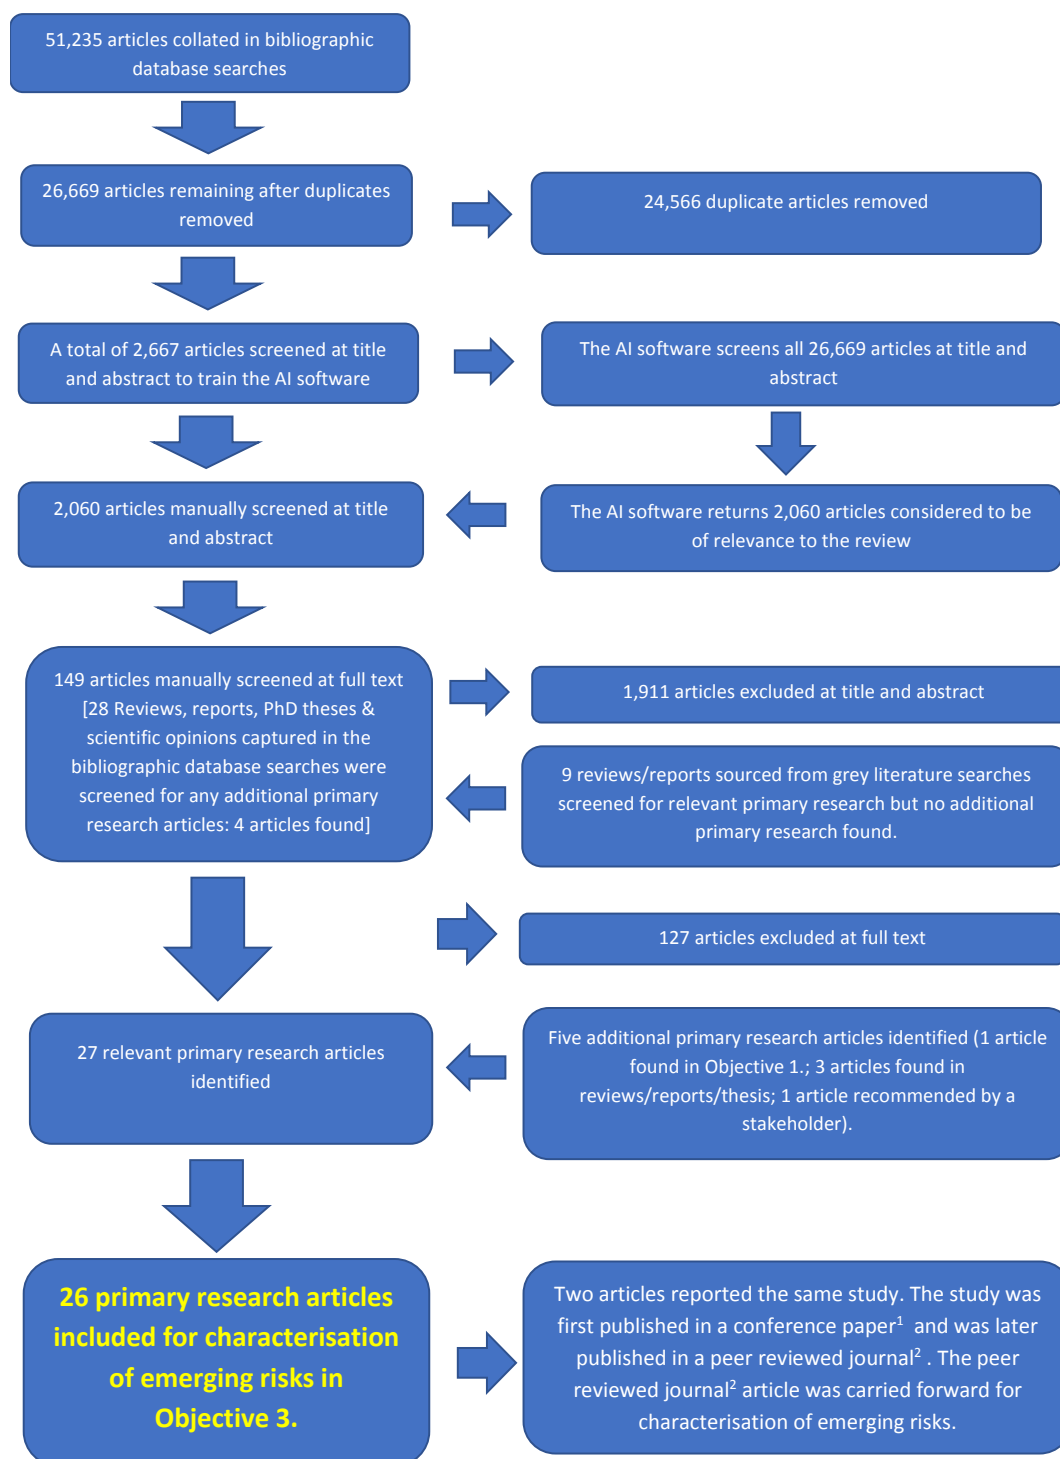 51,235 articles collated in bibliographic
database searches
26,669 articles remaining after duplicates
removed
24,566 duplicate articles removed
A total of 2,667 articles screened at title
and abstract to train the AI software
The AI software screens all 26,669 articles at title and
abstract
2,060 articles manually screened at title
and abstract
The AI software returns 2,060 articles considered to be
of relevance to the review
149 articles manually screened at full text
[28 Reviews, reports, PhD theses &
scientific opinions captured in the
bibliographic database searches were
screened for any additional primary
research articles: 4 articles found]
1,911 articles excluded at title and abstract
9 reviews/reports sourced from grey literature searches
screened for relevant primary research but no additional
primary research found.
127 articles excluded at full text
27 relevant primary research articles
identified
Five additional primary research articles identified (1 article
found in Objective 1.; 3 articles found in
reviews/reports/thesis; 1 article recommended by a
stakeholder).
26 primary research articles
included for characterisation
of emerging risks in
Objective 3.
Two articles reported the same study. The study was
first published in a conference paper¹ and was later
published in a peer reviewed journal² . The peer
reviewed journal² article was carried forward for
characterisation of emerging risks.